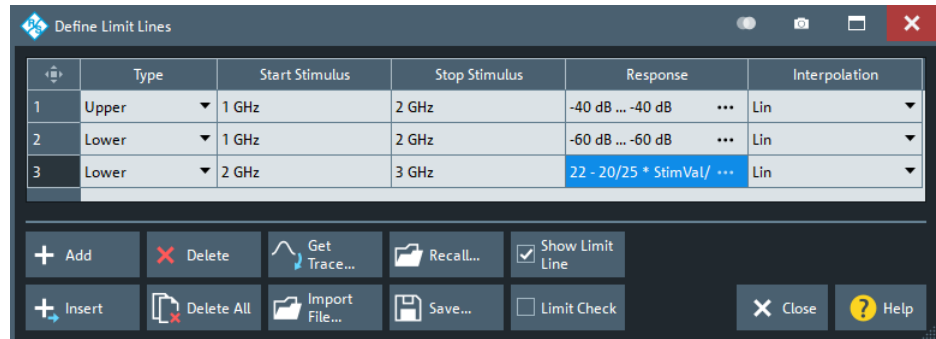 Define Limit Lines
Type Start Stimulus Stop Stimulus Response Interpolation
1 Upper 1 GHz 2 GHz -40 dB ... -40 dB ••• Lin
2 Lower 1 GHz 2 GHz -60 dB ... -60 dB ••• Lin
3 Lower 2 GHz 3 GHz 22 - 20/25 * StimVal/ ••• Lin
Add Delete Get Trace... Recall... Show Limit Line
Insert Delete All Import File... Save... Limit Check Close ? Help